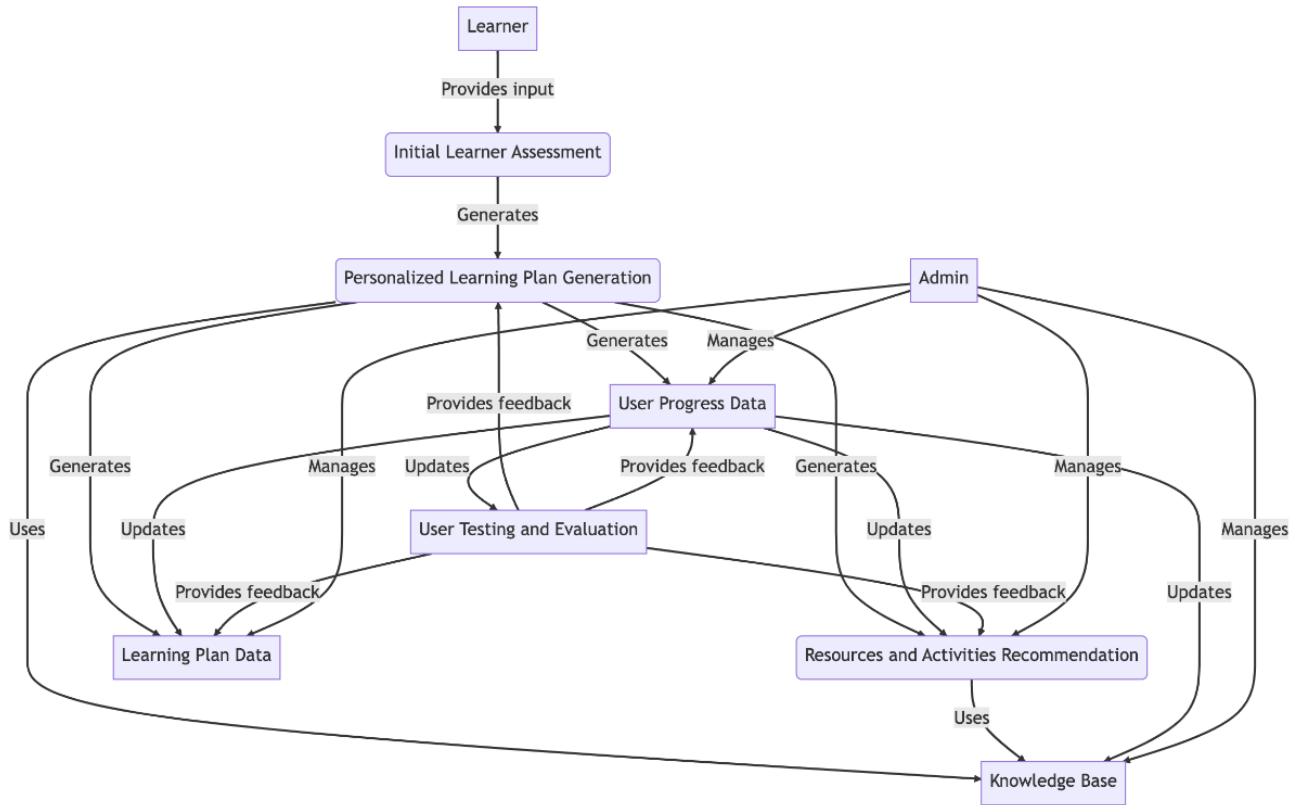 Learner
Provides input
Initial Learner Assessment
Generates
Personalized Learning Plan Generation
Admin
Generates
Manages
User Progress Data
Provides feedback
Generates
Manages
Updates
Provides feedback
Generates
Manages
Uses
Updates
User Testing and Evaluation
Updates
Manages
Provides feedback
Provides feedback
Updates
Learning Plan Data
Resources and Activities Recommendation
Uses
Knowledge Base